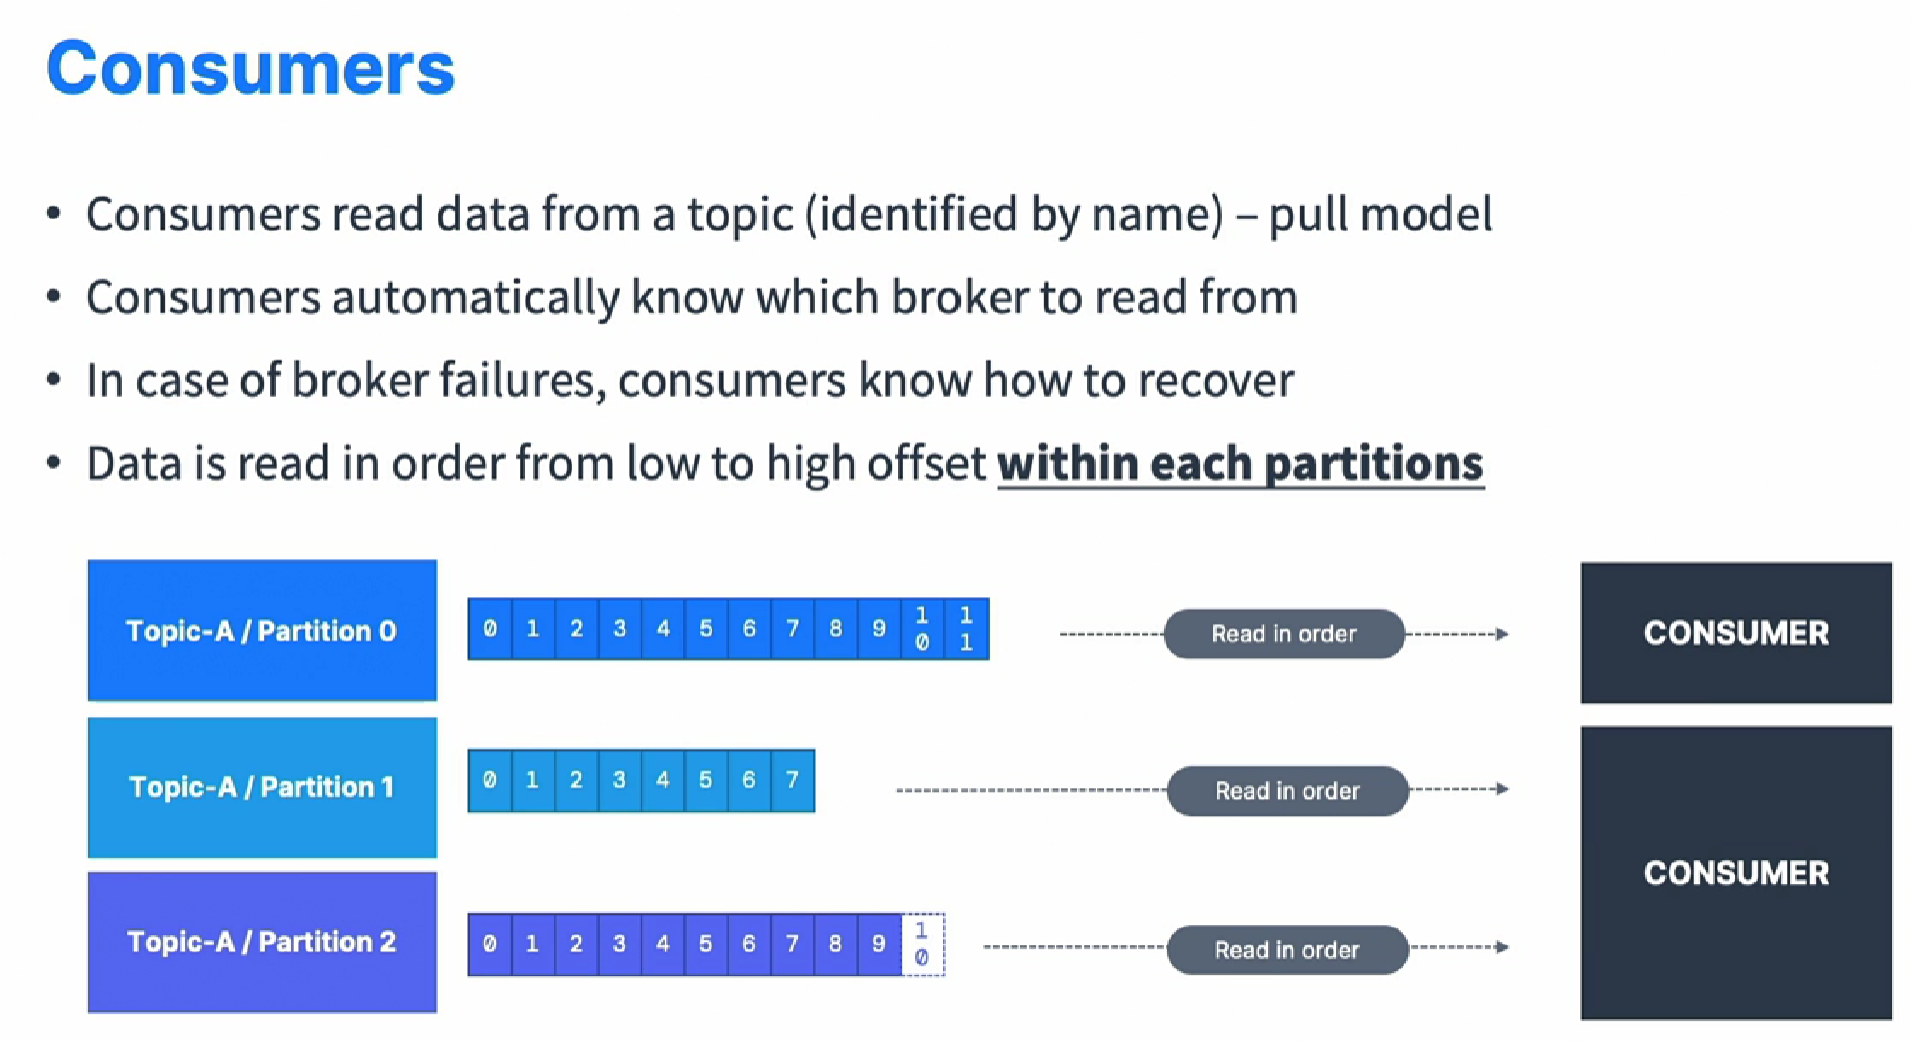 Consumers
• Consumers read data from a topic (identified by name) – pull model
• Consumers automatically know which broker to read from
• In case of broker failures, consumers know how to recover
• Data is read in order from low to high offset within each partitions
Topic-A / Partition 0
0 1 2 3 4 5 6 7 8 9 10 11
Read in order
CONSUMER
Topic-A / Partition 1
0 1 2 3 4 5 6 7
Read in order
Topic-A / Partition 2
0 1 2 3 4 5 6 7 8 9 10
Read in order
CONSUMER